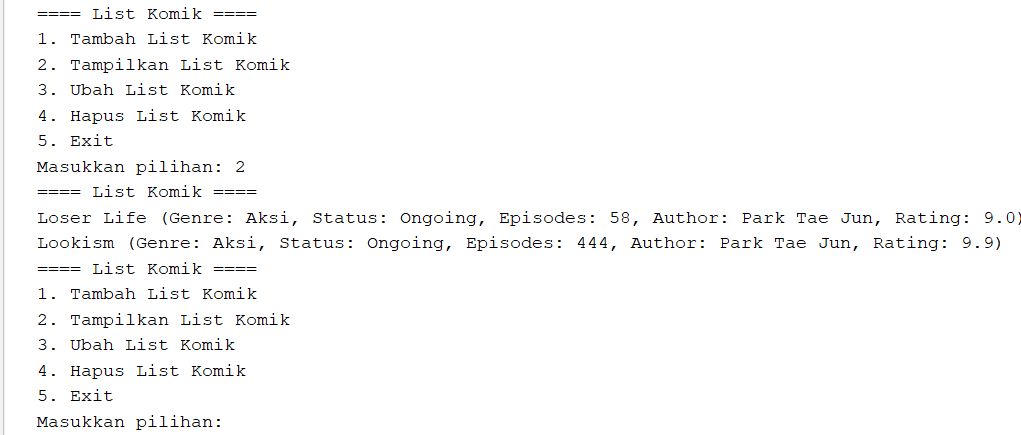 ==== List Komik ====
1. Tambah List Komik
2. Tampilkan List Komik
3. Ubah List Komik
4. Hapus List Komik
5. Exit
Masukkan pilihan: 2
==== List Komik ====
Loser Life (Genre: Aksi, Status: Ongoing, Episodes: 58, Author: Park Tae Jun, Rating: 9.0)
Lookism (Genre: Aksi, Status: Ongoing, Episodes: 444, Author: Park Tae Jun, Rating: 9.9)
==== List Komik ====
1. Tambah List Komik
2. Tampilkan List Komik
3. Ubah List Komik
4. Hapus List Komik
5. Exit
Masukkan pilihan: